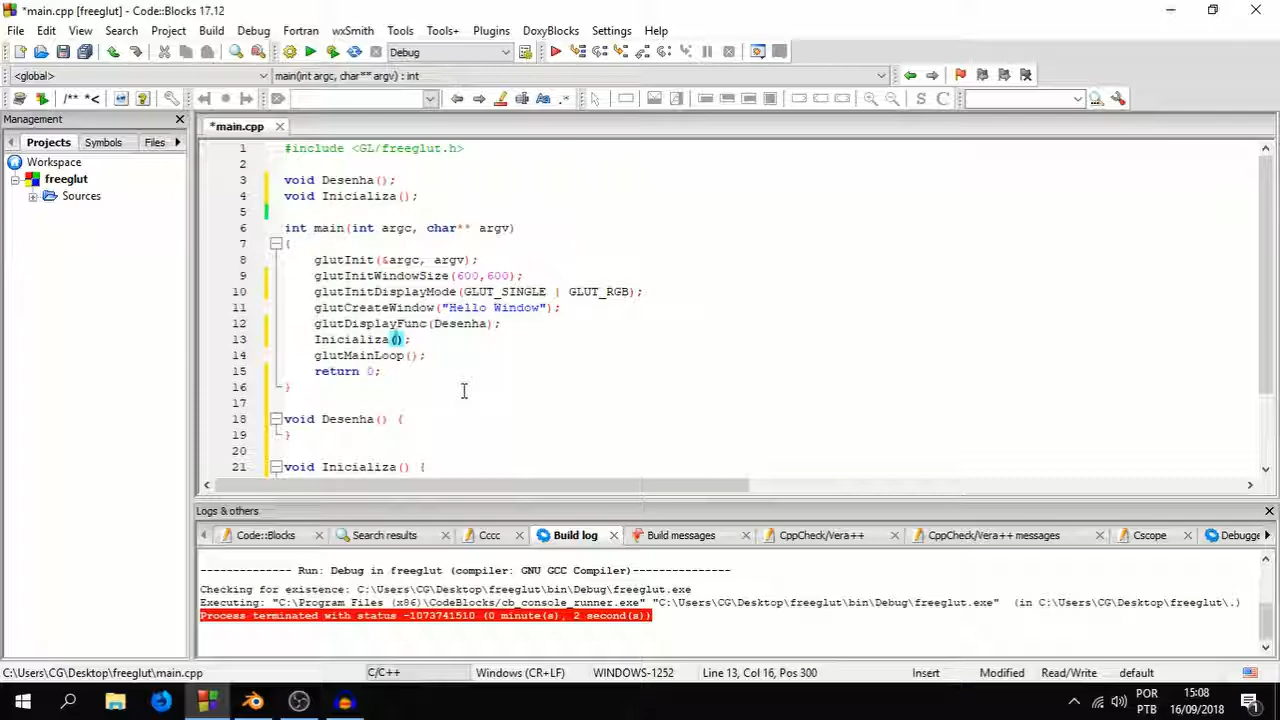 *main.cpp [freeglut] - Code::Blocks 17.12
File Edit View Search Project Build Debug Fortran wxSmith Tools Tools+ Plugins DoxyBlocks Settings Help
Debug
<global> main(int argc, char** argv) : int
/** *< Aa .* S C
Management
*main.cpp
Projects Symbols Files
Workspace
freeglut
Sources
1 #include <GL/freeglut.h>
2
3 void Desenha();
4 void Inicializa();
5
6 int main(int argc, char** argv)
7 {
8 glutInit(&argc, argv);
9 glutInitWindowSize(600,600);
10 glutInitDisplayMode(GLUT_SINGLE | GLUT_RGB);
11 glutCreateWindow("Hello Window");
12 glutDisplayFunc(Desenha);
13 Inicializa();
14 glutMainLoop();
15 return 0;
16 }
17
18 void Desenha() {
19 }
20
21 void Inicializa() {
Logs & others
Code::Blocks Search results Cccc Build log Build messages CppCheck/Vera++ CppCheck/Vera++ messages Cscope Debugge
-------------- Run: Debug in freeglut (compiler: GNU GCC Compiler)---------------
Checking for existence: C:\Users\CG\Desktop\freeglut\bin\Debug\freeglut.exe
Executing: "C:\Program Files (x86)\CodeBlocks/cb_console_runner.exe" "C:\Users\CG\Desktop\freeglut\bin\Debug\freeglut.exe" (in C:\Users\CG\Desktop\freeglut\.)
Process terminated with status -1073741510 (0 minute(s), 2 second(s))
C:\Users\CG\Desktop\freeglut\main.cpp C/C++ Windows (CR+LF) WINDOWS-1252 Line 13, Col 16, Pos 300 Insert Read/Write default
POR 15:08
PTB 16/09/2018 1